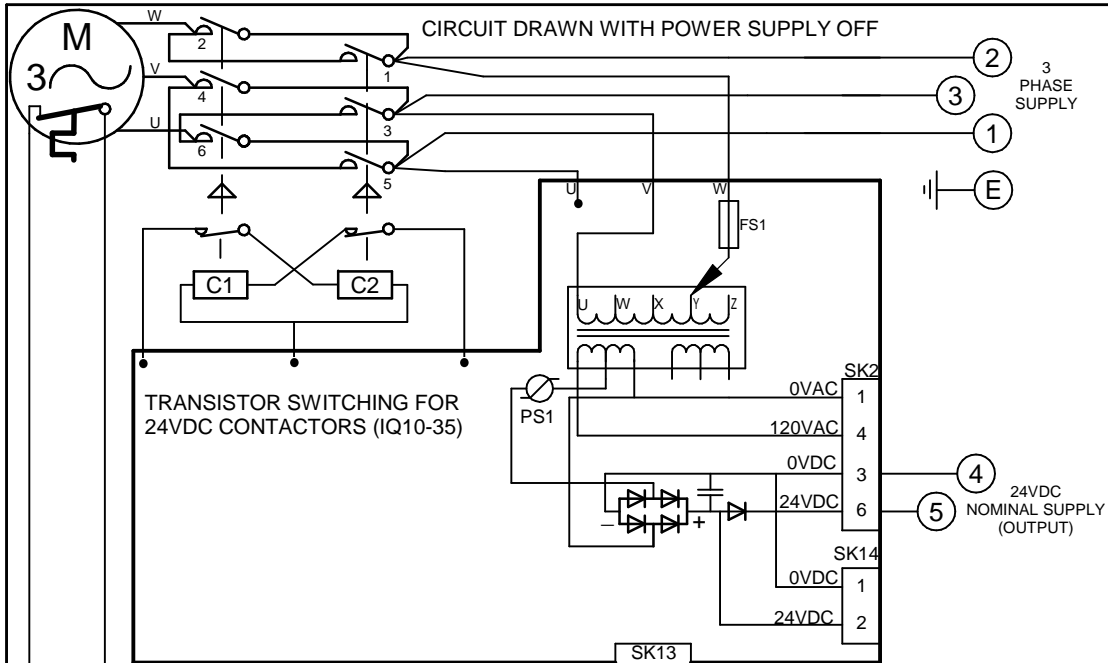 CIRCUIT DRAWN WITH POWER SUPPLY OFF
W
M
3
V
U
2
1
4
3
6
5
2
3
1
E
3
PHASE
SUPPLY
U
V
W
FS1
C1
C2
U
W
X
Y
Z
TRANSISTOR SWITCHING FOR
24VDC CONTACTORS (IQ10-35)
PS1
SK2
0VAC
1
120VAC
4
0VDC
3
24VDC
6
4
5
24VDC
NOMINAL SUPPLY
(OUTPUT)
–
+
SK14
0VDC
1
24VDC
2
SK13